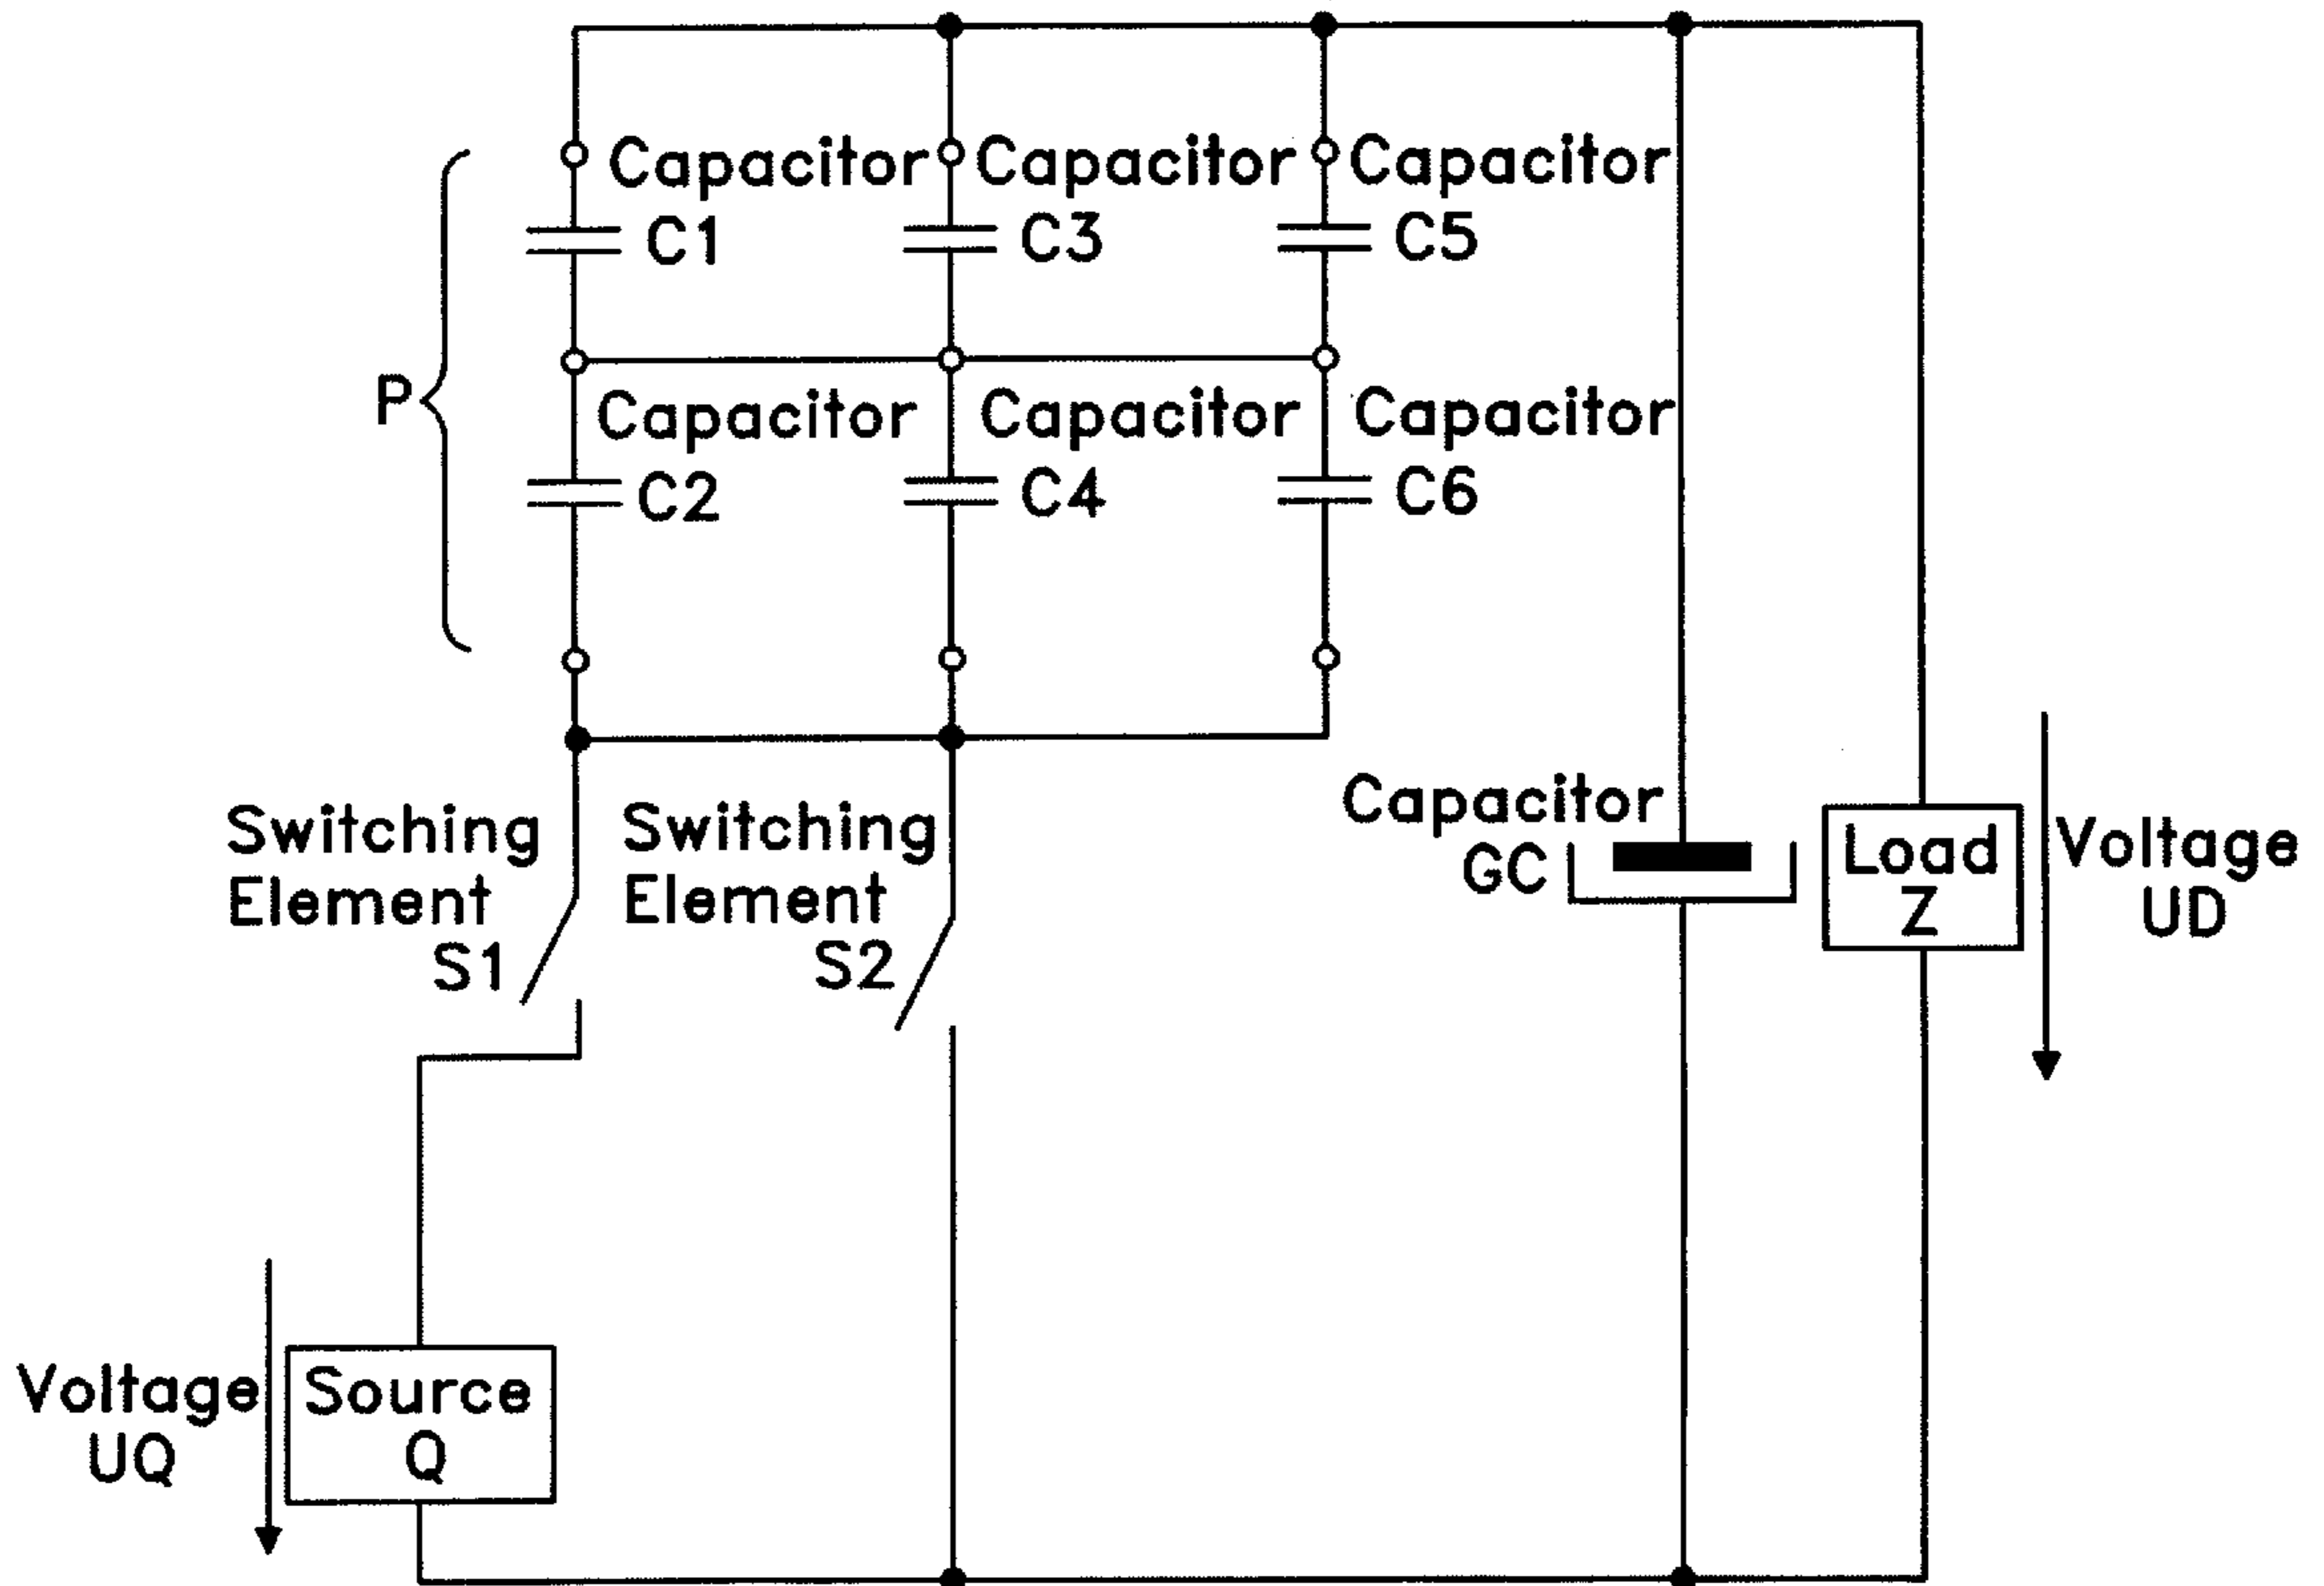 Capacitor
C1
Capacitor
C3
Capacitor
C5
P
Capacitor
C2
Capacitor
C4
Capacitor
C6
Switching
Element
S1
Switching
Element
S2
Capacitor
GC
Load
Z
Voltage
UD
Voltage
UQ
Source
Q